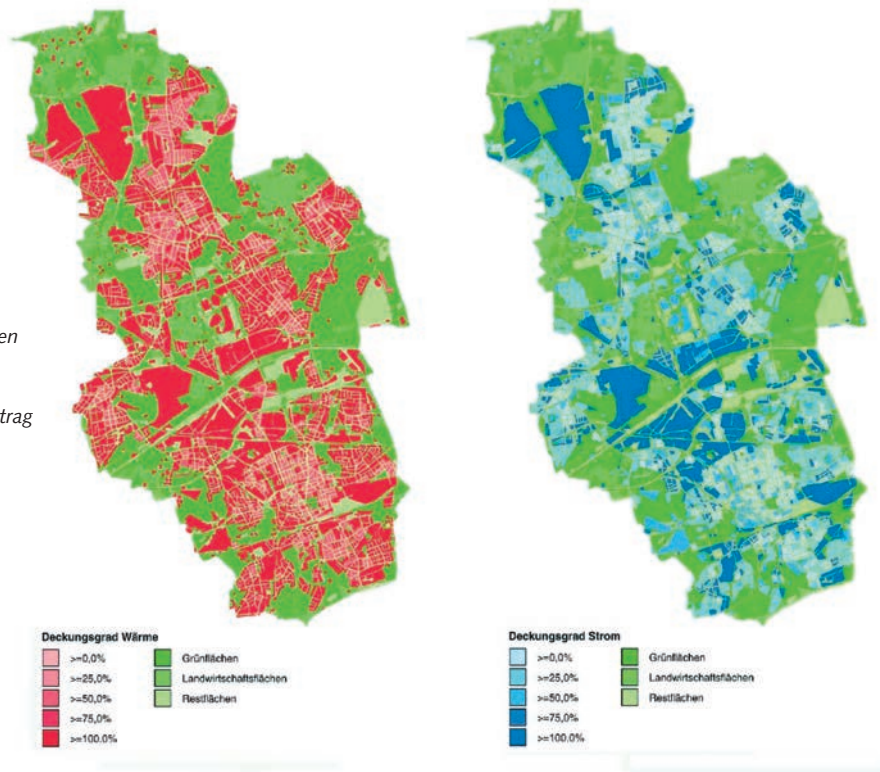 en
trag
Deckungsgrad Wärme
>=0,0%
>=25,0%
>=50,0%
>=75,0%
>=100.0%
Grünflächen
Landwirtschaftsflächen
Restflächen
Deckungsgrad Strom
>=0,0%
>=25,0%
>=50,0%
>=75,0%
>=100.0%
Grünflächen
Landwirtschaftsflächen
Restflächen